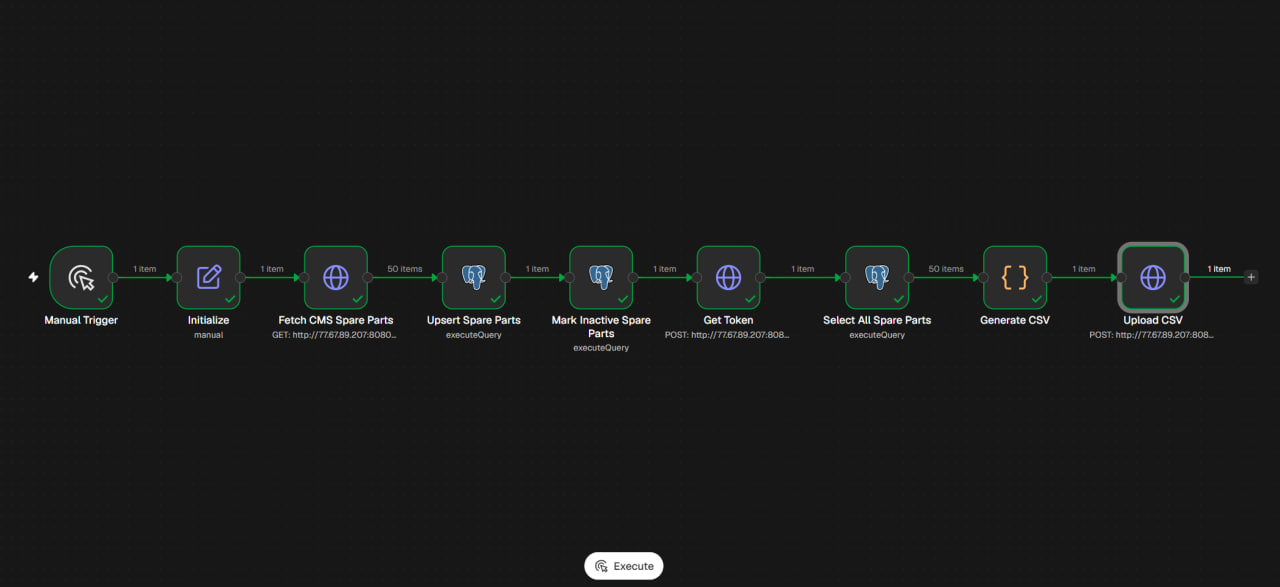 1 item
1 item
50 items
1 item
1 item
1 item
50 items
1 item
1 item
Manual Trigger
Initialize
manual
Fetch CMS Spare Parts
GET: http://77.67.89.207:8080...
Upsert Spare Parts
executeQuery
Mark Inactive Spare
Parts
executeQuery
Get Token
POST: http://77.67.89.207:808...
Select All Spare Parts
executeQuery
Generate CSV
Upload CSV
POST: http://77.67.89.207:808...
Execute